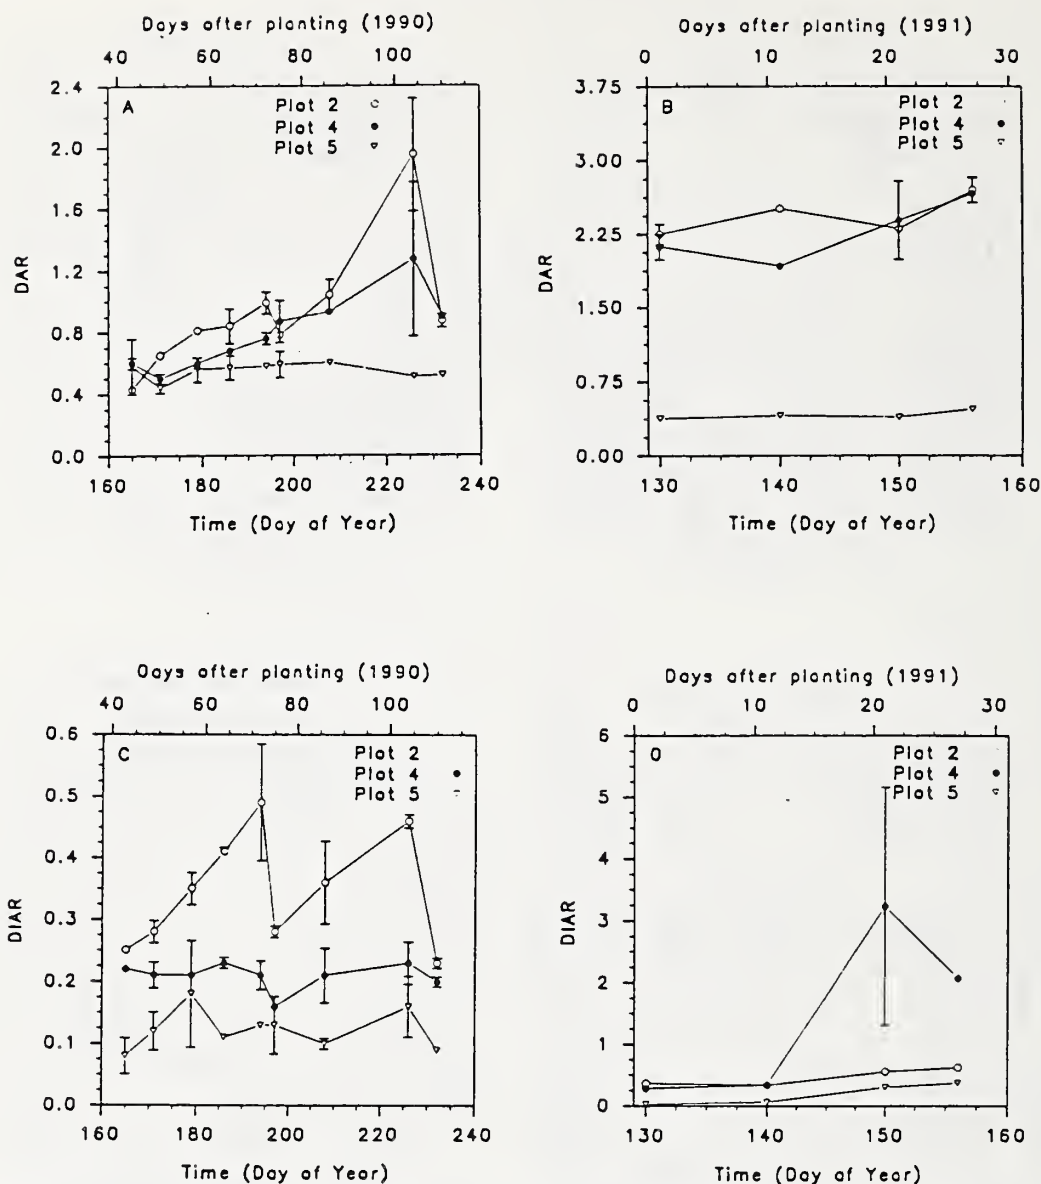 Days after planting (1990)
40 60 80 100
2.4
2.0
1.6
1.2
0.8
0.4
0.0
DAR
A
Plot 2
Plot 4
Plot 5
160 180 200 220 240
Time (Day of Year)
Days after planting (1991)
0 10 20 30
3.75
3.00
2.25
1.50
0.75
0.00
DAR
B
Plot 2
Plot 4
Plot 5
130 140 150 160
Time (Day of Year)
Days after planting (1990)
40 60 80 100
0.6
0.5
0.4
0.3
0.2
0.1
0.0
DIAR
C
Plot 2
Plot 4
Plot 5
160 180 200 220 240
Time (Day of Year)
Days after planting (1991)
0 10 20 30
6
5
4
3
2
1
0
DIAR
D
Plot 2
Plot 4
Plot 5
130 140 150 160
Time (Day of Year)